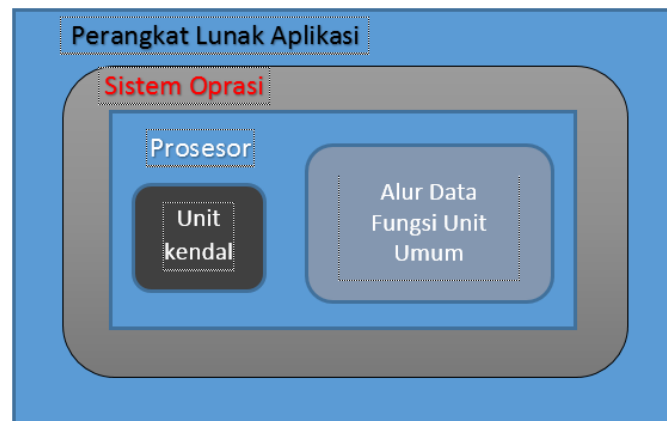 Perangkat Lunak Aplikasi
Sistem Oprasi
Prosesor
Unit
kendal
Alur Data
Fungsi Unit
Umum